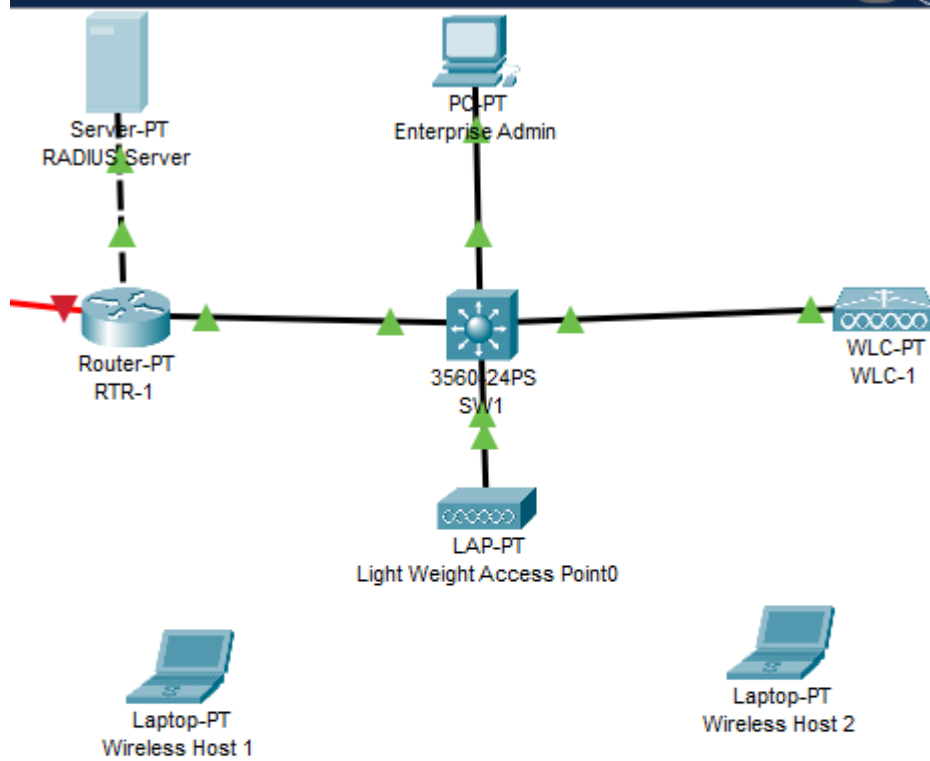 Server-PT
RADIUS Server
PC-PT
Enterprise Admin
Router-PT
RTR-1
3560-24PS
SW1
WLC-PT
WLC-1
LAP-PT
Light Weight Access Point0
Laptop-PT
Wireless Host 1
Laptop-PT
Wireless Host 2